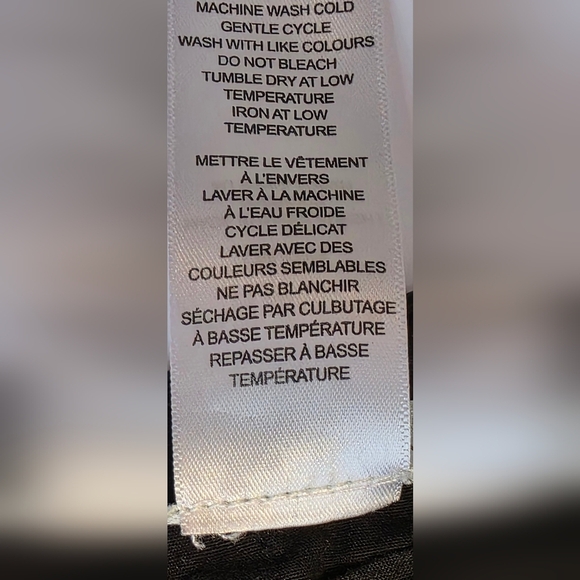 MACHINE WASH COLD
GENTLE CYCLE
WASH WITH LIKE COLOURS
DO NOT BLEACH
TUMBLE DRY AT LOW
TEMPERATURE
IRON AT LOW
TEMPERATURE
METTRE LE VÊTEMENT
À L'ENVERS
LAVER À LA MACHINE
À L'EAU FROIDE
CYCLE DÉLICAT
LAVER AVEC DES
COULEURS SEMBLABLES
NE PAS BLANCHIR
SÉCHAGE PAR CULBUTAGE
À BASSE TEMPÉRATURE
REPASSER À BASSE
TEMPÉRATURE